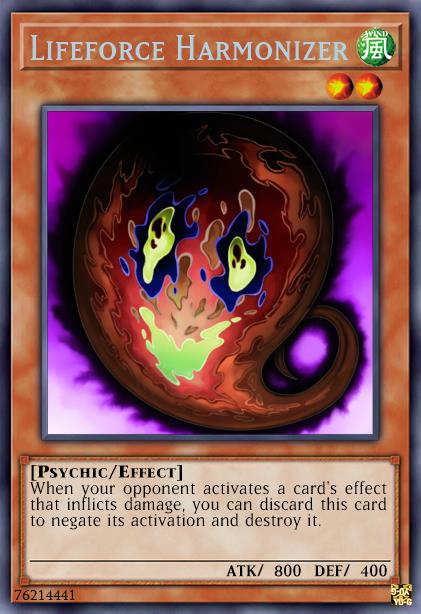 Lifeforce Harmonizer
WIND
風
[Psychic/Effect]
When your opponent activates a card's effect
that inflicts damage, you can discard this card
to negate its activation and destroy it.
ATK/ 800 DEF/ 400
76214441